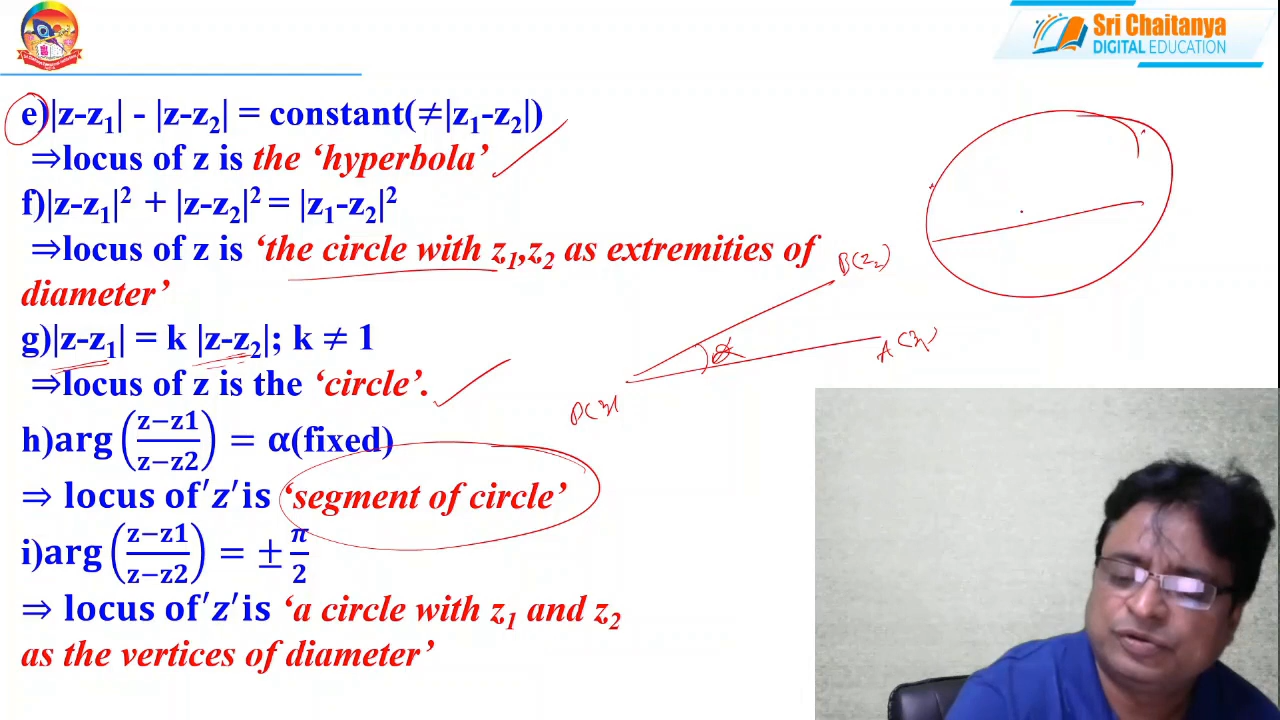 Sri Chaitanya
DIGITAL EDUCATION
e)|z-z₁| - |z-z₂| = constant(≠|z₁-z₂|)
⇒locus of z is the ‘hyperbola’
f)|z-z₁|² + |z-z₂|² = |z₁-z₂|²
⇒locus of z is ‘the circle with z₁,z₂ as extremities of
diameter’
g)|z-z₁| = k |z-z₂|; k ≠ 1
⇒locus of z is the ‘circle’.
h)arg((z−z1)/(z−z2)) = α(fixed)
⇒ locus of′z′is ‘segment of circle’
i)arg((z−z1)/(z−z2)) = ± π/2
⇒ locus of′z′is ‘a circle with z₁ and z₂
as the vertices of diameter’
B(z₂)
α